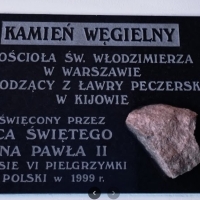 KAMIEŃ WĘGIELNY
OŚCIOŁA ŚW. WŁODZIMIERZA
W WARSZAWIE
ODZĄCY Z ŁAWRY PECZERSK
W KIJOWIE
ŚWIĘCONY PRZEZ
CA ŚWIĘTEGO
NA PAWŁA II
SIE VI PIELGRZYMKI
POLSKI w 1999 r.